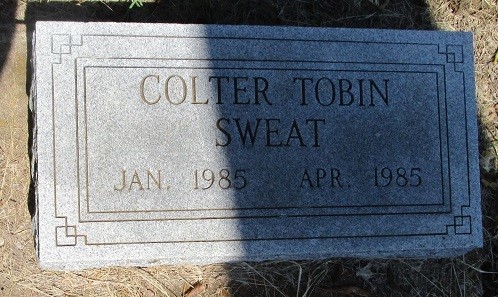 COLTER TOBIN
SWEAT
JAN. 1985 APR. 1985